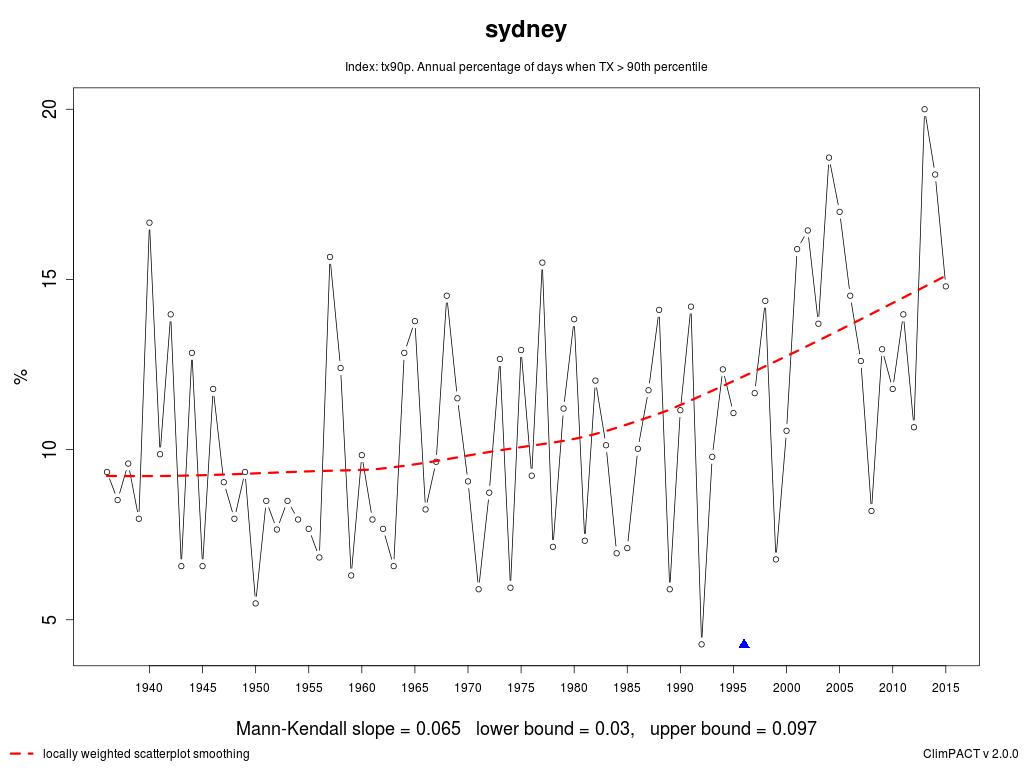 sydney
Index: tx90p. Annual percentage of days when TX > 90th percentile
20
15
10
5
%
1940 1945 1950 1955 1960 1965 1970 1975 1980 1985 1990 1995 2000 2005 2010 2015
Mann-Kendall slope = 0.065 lower bound = 0.03, upper bound = 0.097
locally weighted scatterplot smoothing
ClimPACT v 2.0.0